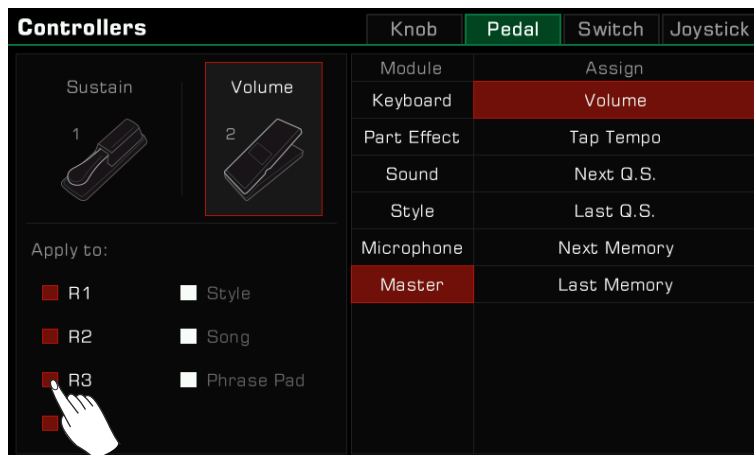 Controllers
Knob
Pedal
Switch
Joystick
Sustain
1
Volume
2
Apply to:
R1
Style
R2
Song
R3
Phrase Pad
Module
Assign
Keyboard
Volume
Part Effect
Tap Tempo
Sound
Next Q.S.
Style
Last Q.S.
Microphone
Next Memory
Master
Last Memory